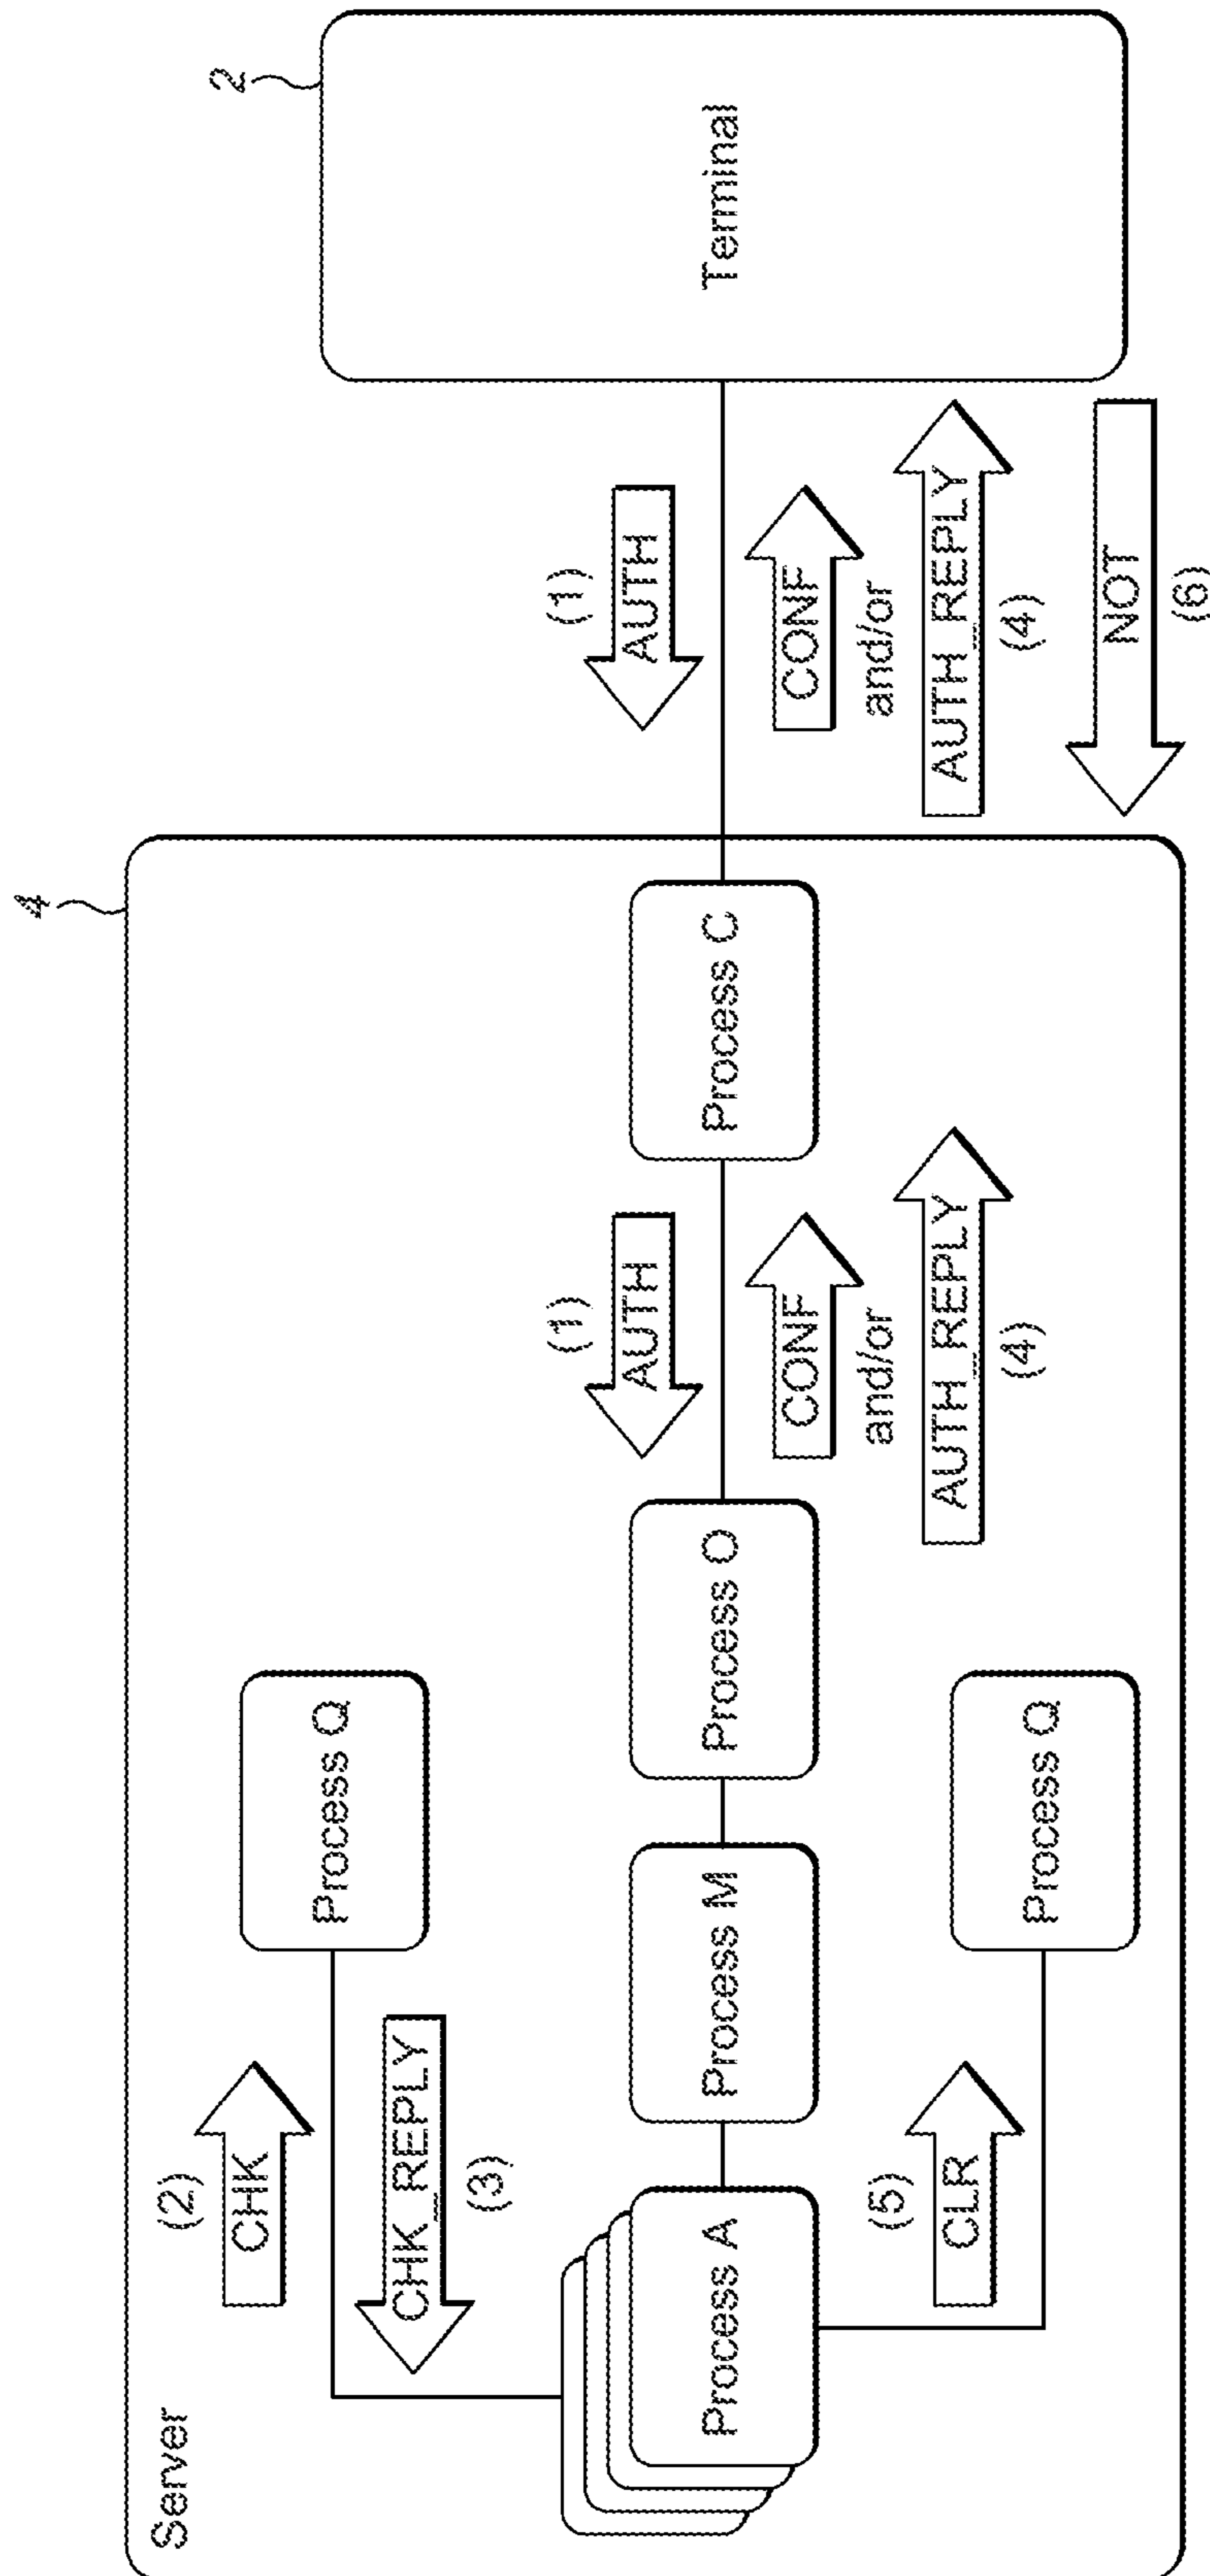 4
2
Server
(2)
CHK
Process Q
CHK_REPLY
(3)
(1)
(1)
AUTH
AUTH
Process A
Process M
Process O
Process C
Terminal
CONF
CONF
and/or
and/or
(5)
CLR
AUTH_REPLY
AUTH_REPLY
(4)
(4)
Process Q
NOT
(6)